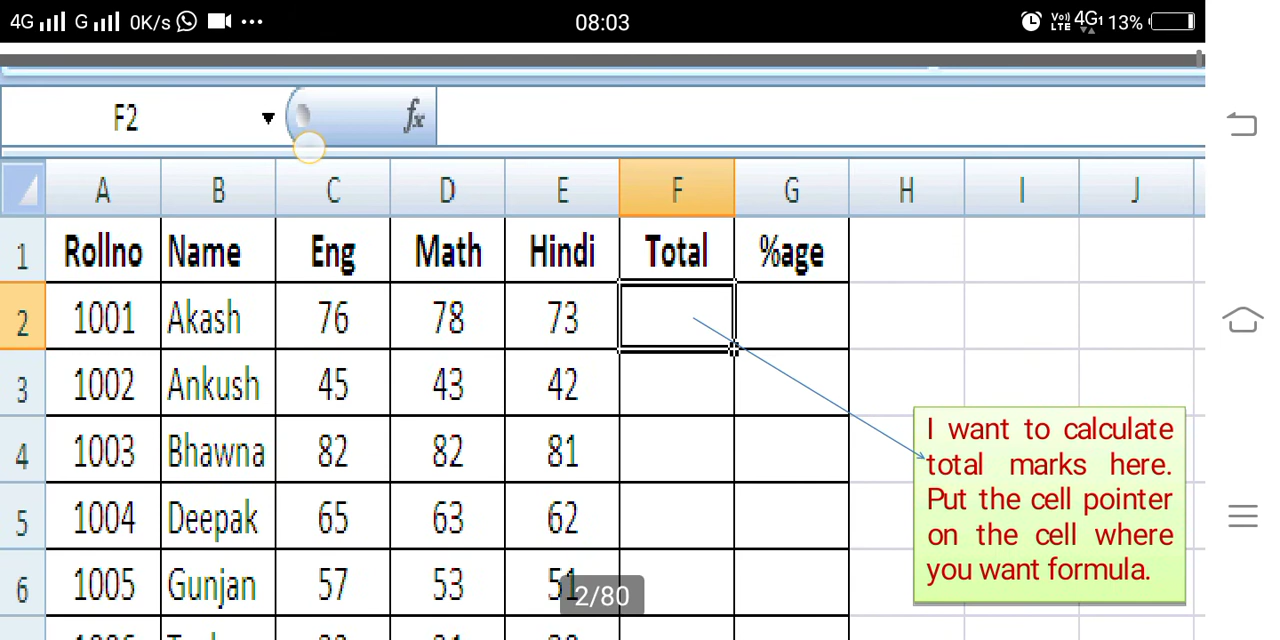 4G G 0K/s 08:03 VoLTE 4G1 13%
F2 fx
A B C D E F G H I J
1 Rollno Name Eng Math Hindi Total %age
2 1001 Akash 76 78 73
3 1002 Ankush 45 43 42
I want to calculate
total marks here.
Put the cell pointer
on the cell where
you want formula.
4 1003 Bhawna 82 82 81
5 1004 Deepak 65 63 62
6 1005 Gunjan 57 53 51
2/80